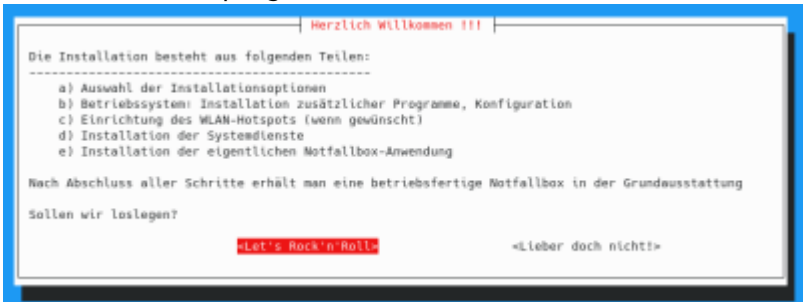 Herzlich Willkommen !!!
Die Installation besteht aus folgenden Teilen:
----------------------------------------------
a) Auswahl der Installationsoptionen
b) Betriebssystem: Installation zusätzlicher Programme, Konfiguration
c) Einrichtung des WLAN-Hotspots (wenn gewünscht)
d) Installation der Systemdienste
e) Installation der eigentlichen Notfallbox-Anwendung
Nach Abschluss aller Schritte erhält man eine betriebsfertige Notfallbox in der Grundausstattung
Sollen wir loslegen?
<Let's Rock'n'Roll> <Lieber doch nicht!>